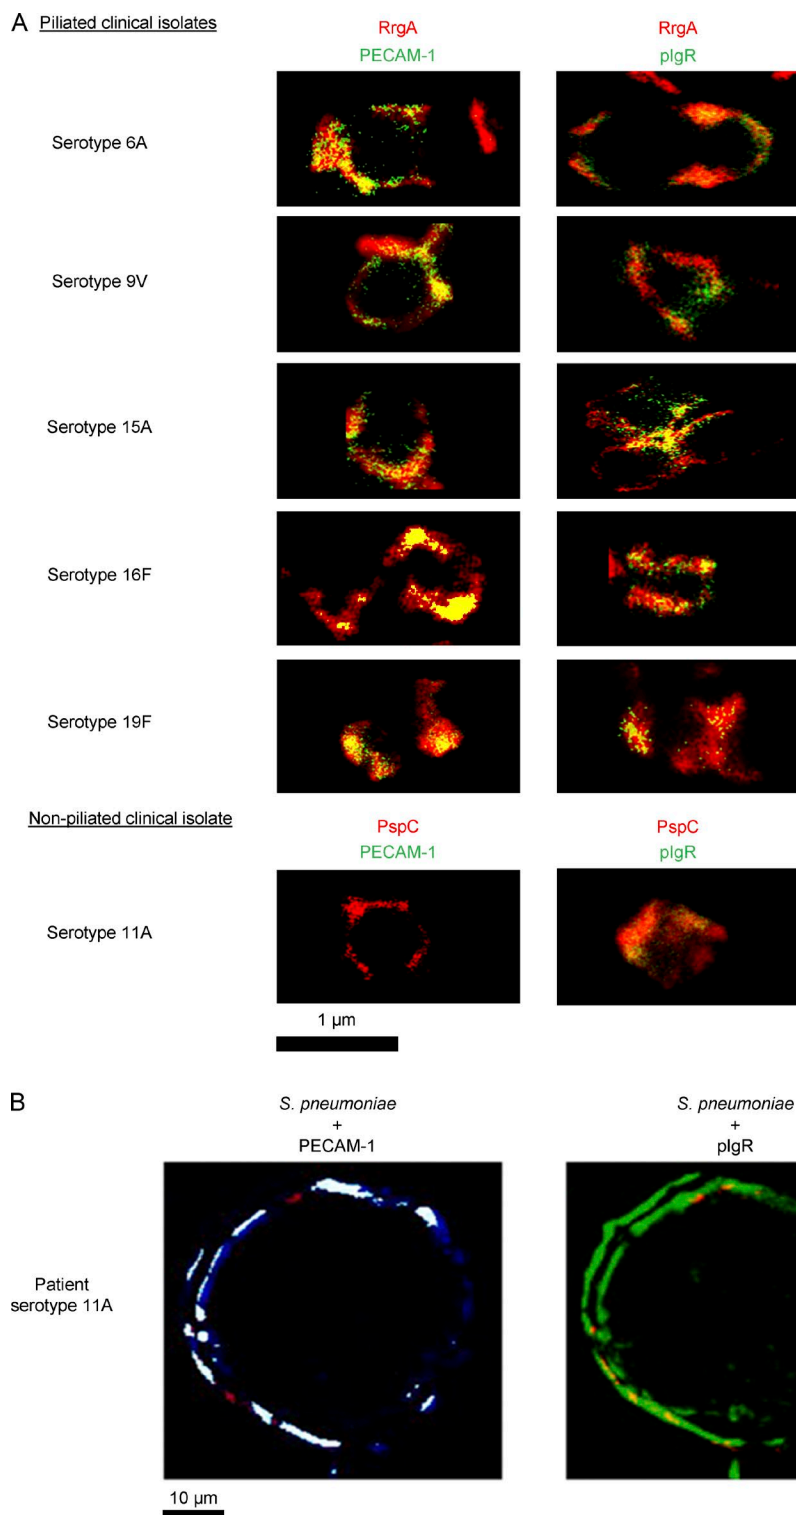 A
Piliated clinical isolates
RrgA
PECAM-1
RrgA
pIgR
Serotype 6A
Serotype 9V
Serotype 15A
Serotype 16F
Serotype 19F
Non-piliated clinical isolate
PspC
PECAM-1
PspC
pIgR
Serotype 11A
1 μm
B
S. pneumoniae
+
PECAM-1
S. pneumoniae
+
pIgR
Patient
serotype 11A
10 μm